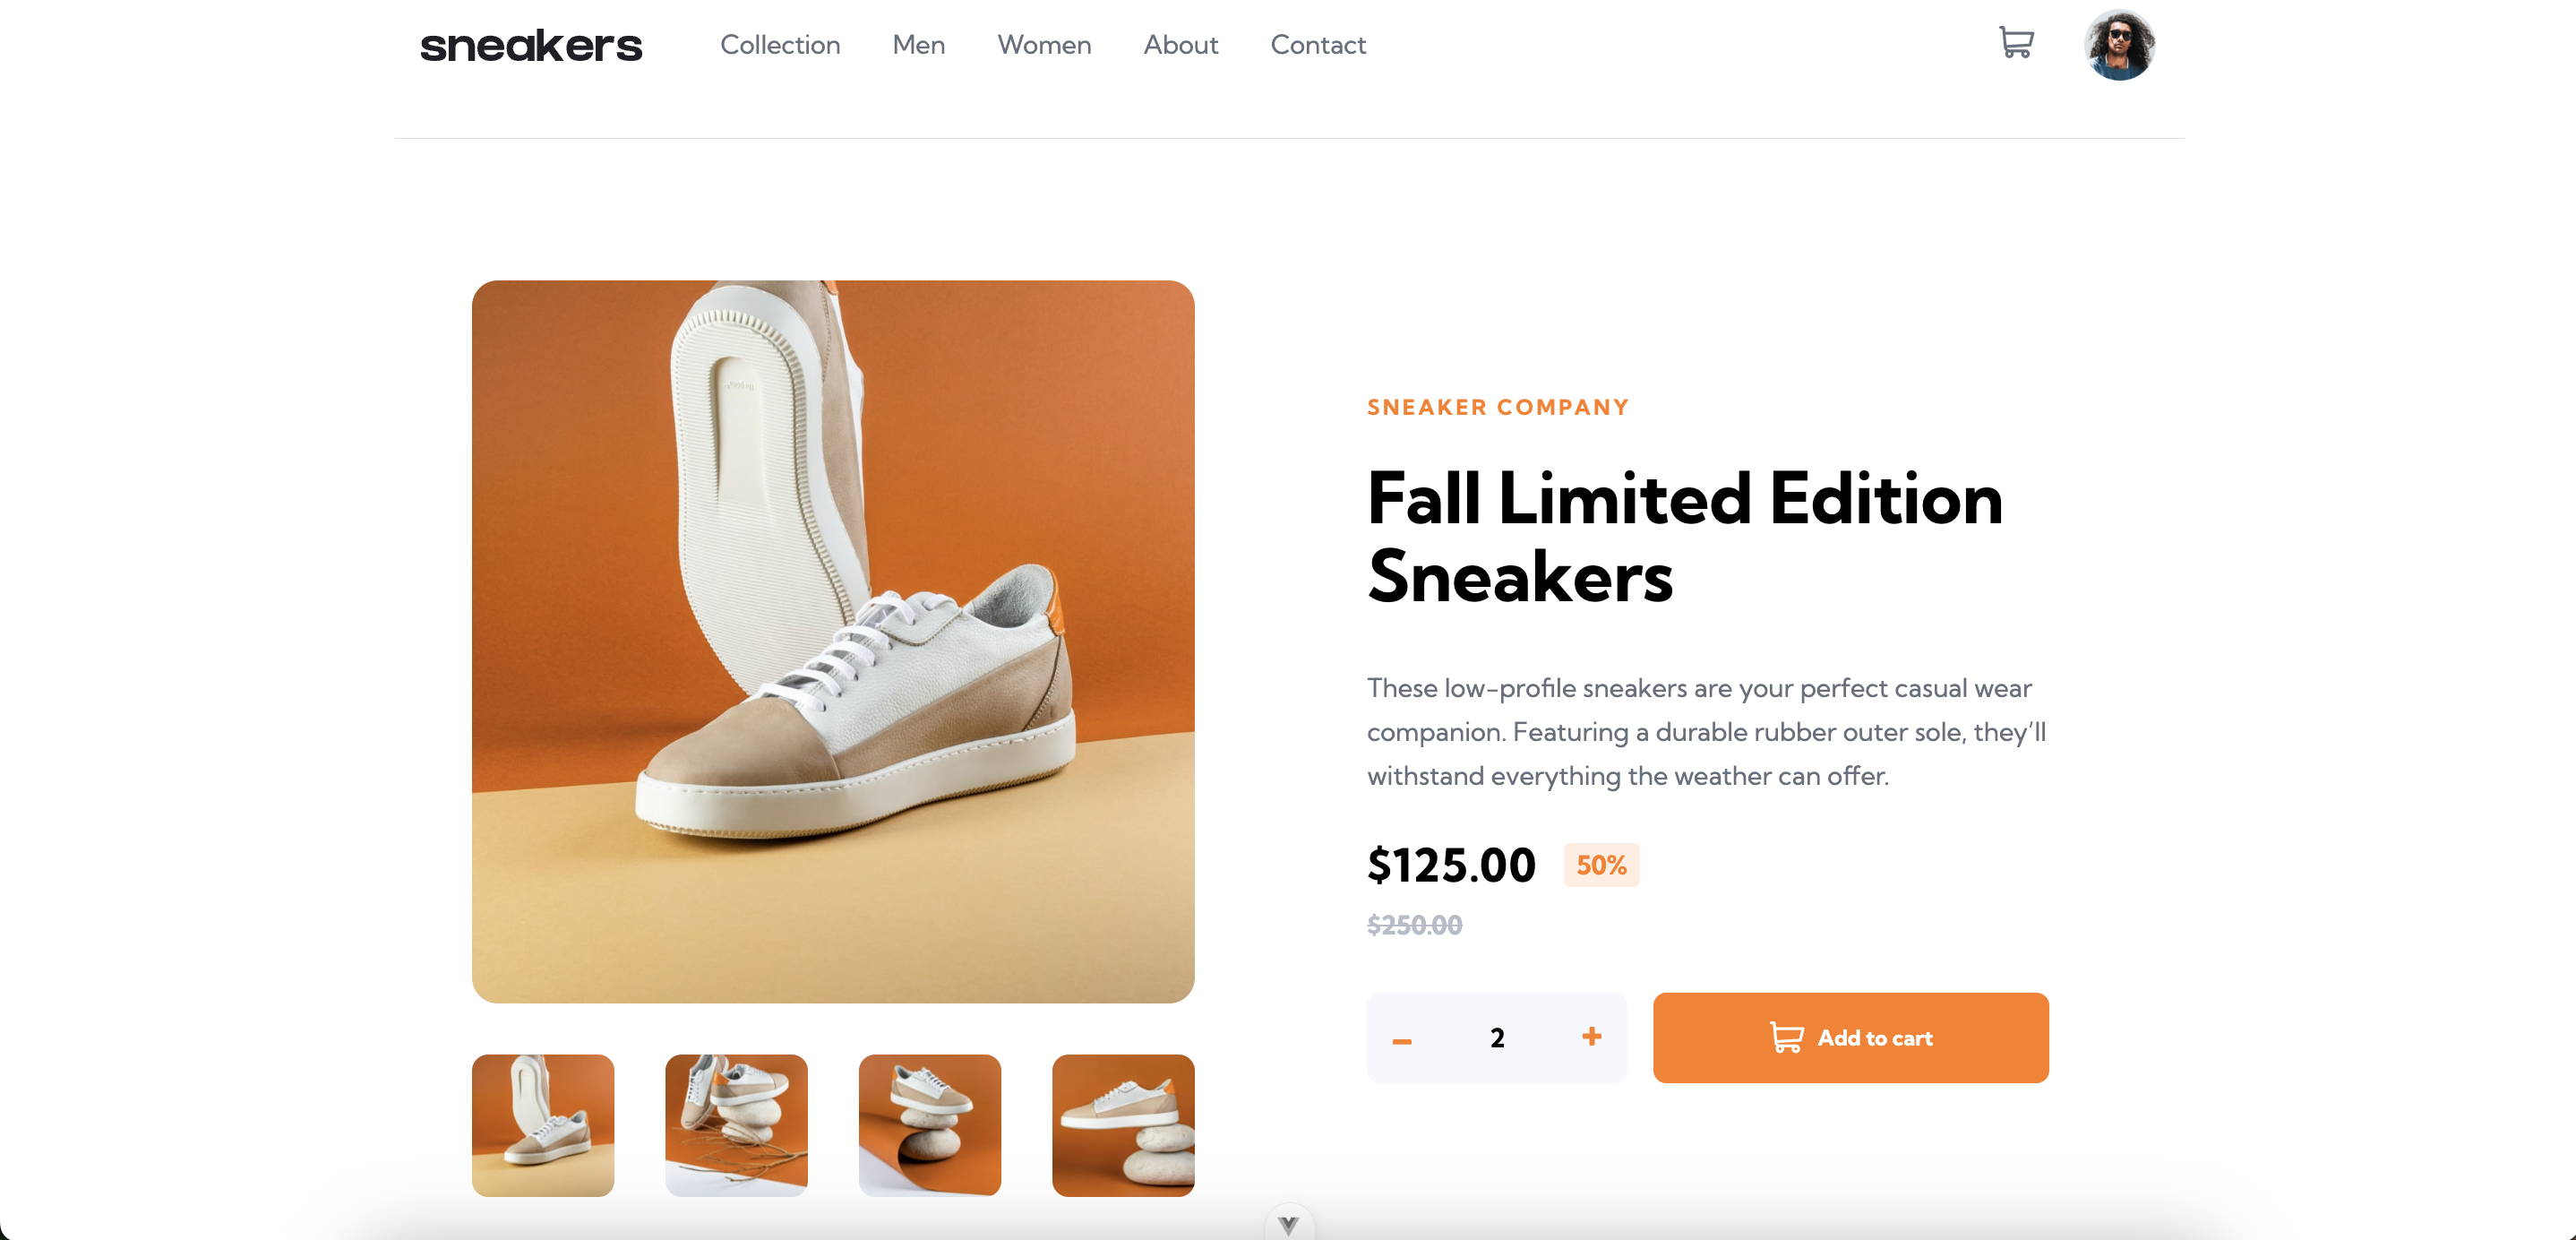 sneakers
Collection Men Women About Contact
SNEAKER COMPANY
Fall Limited Edition
Sneakers
These low-profile sneakers are your perfect casual wear
companion. Featuring a durable rubber outer sole, they’ll
withstand everything the weather can offer.
$125.00 50%
$250.00
2
Add to cart